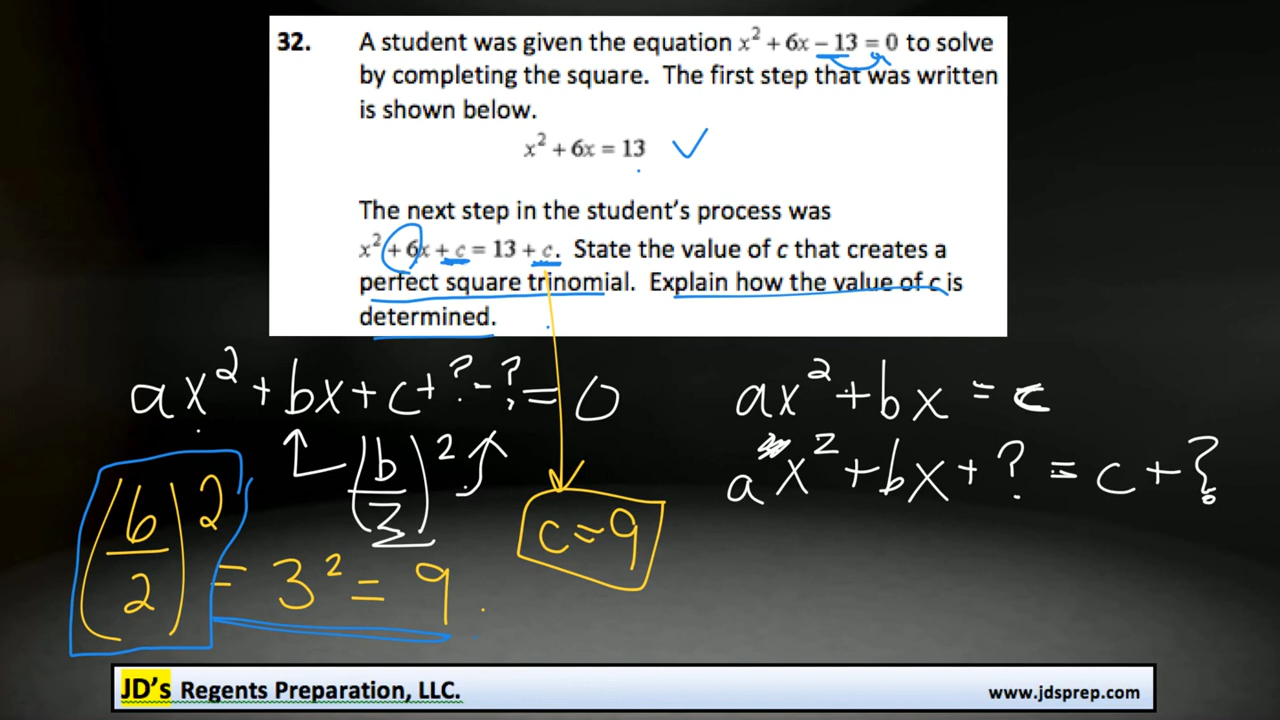 32. A student was given the equation x² + 6x – 13 = 0 to solve
by completing the square. The first step that was written
is shown below.
x² + 6x = 13
The next step in the student's process was
x² + 6x + c = 13 + c. State the value of c that creates a
perfect square trinomial. Explain how the value of c is
determined.
ax² + bx + c + ? - ? = 0
(b/2)²
ax² + bx = c
ax² + bx + ? = c + ?
(b/2)² = 3² = 9
c = 9
JD's Regents Preparation, LLC.
www.jdsprep.com